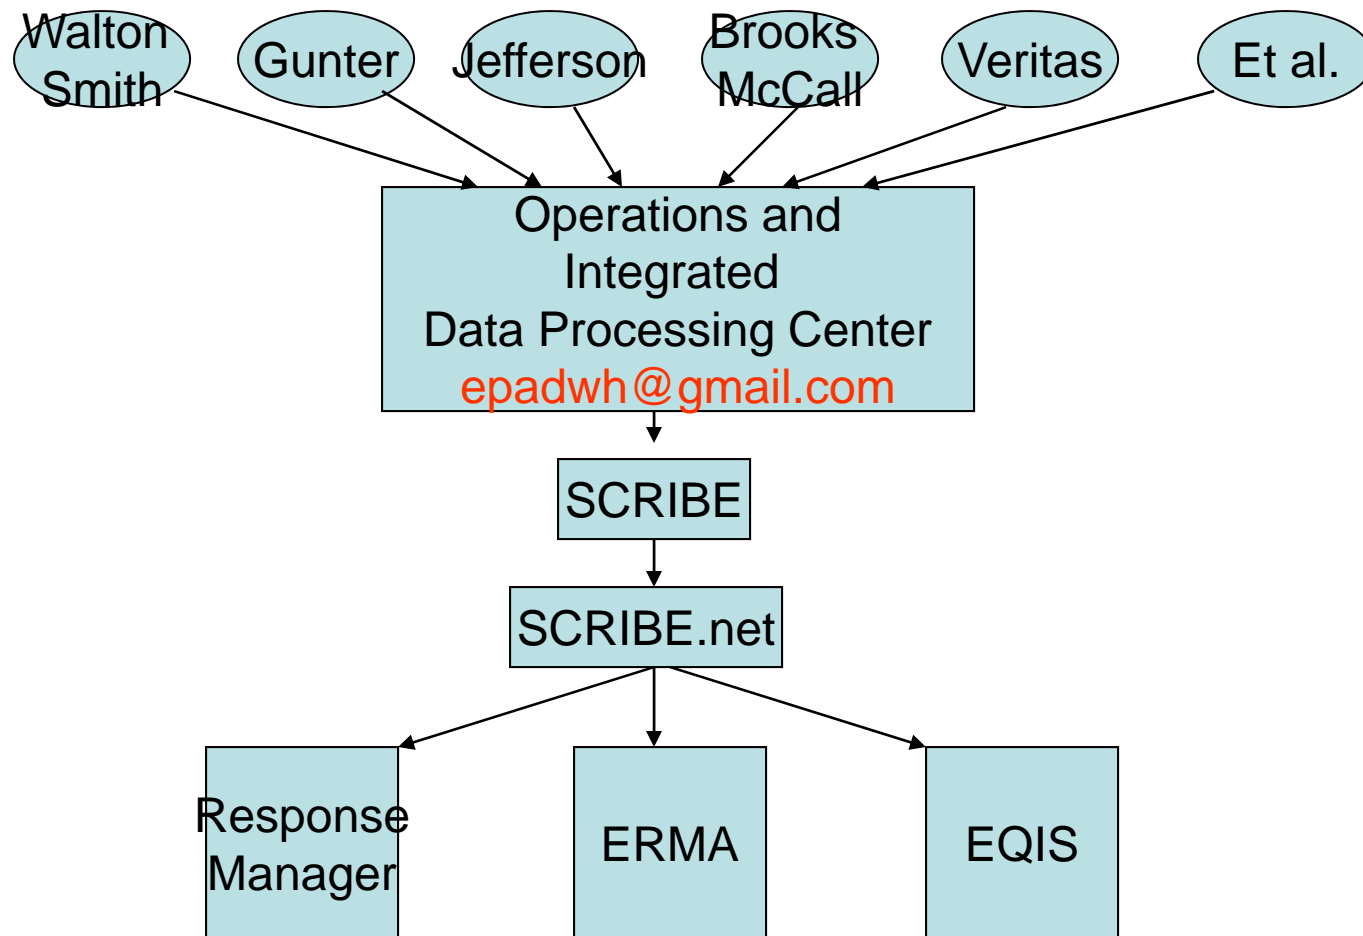 Walton
Smith
Gunter
Jefferson
Brooks
McCall
Veritas
Et al.
Operations and
Integrated
Data Processing Center
epadwh@gmail.com
SCRIBE
SCRIBE.net
Response
Manager
ERMA
EQIS